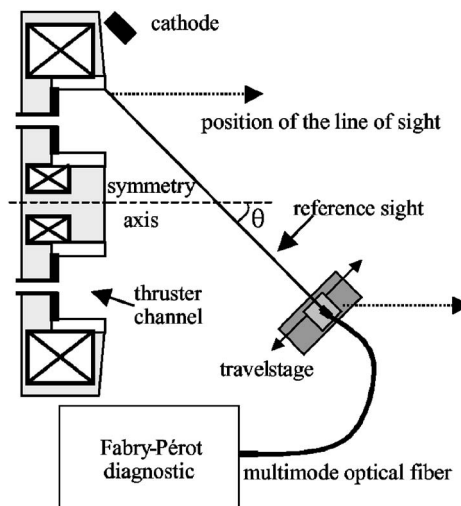 cathode
position of the line of sight
symmetry
axis
θ
reference sight
thruster
channel
travelstage
Fabry-Pérot
diagnostic
multimode optical fiber